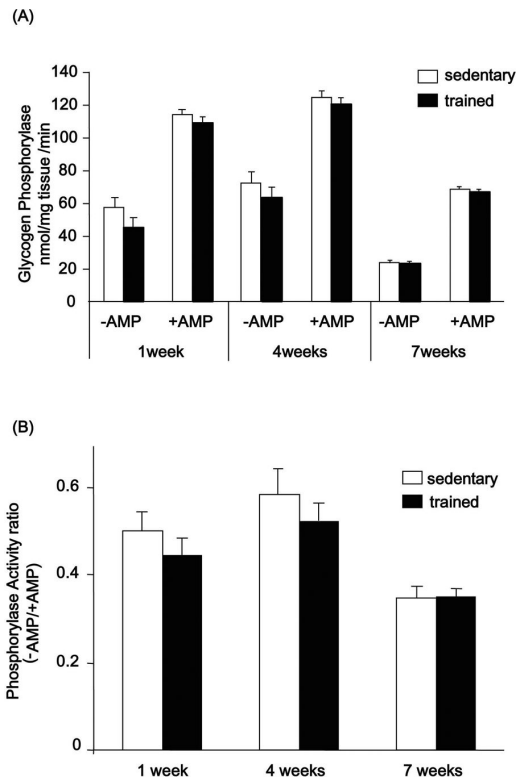 (A)
Glycogen Phosphorylase
nmol/mg tissue /min
140
120
100
80
60
40
20
0
sedentary
trained
-AMP +AMP -AMP +AMP -AMP +AMP
1week 4weeks 7weeks
(B)
Phosphorylase Activity ratio
(-AMP/+AMP)
0.6
0.4
0.2
0
sedentary
trained
1 week 4 weeks 7 weeks